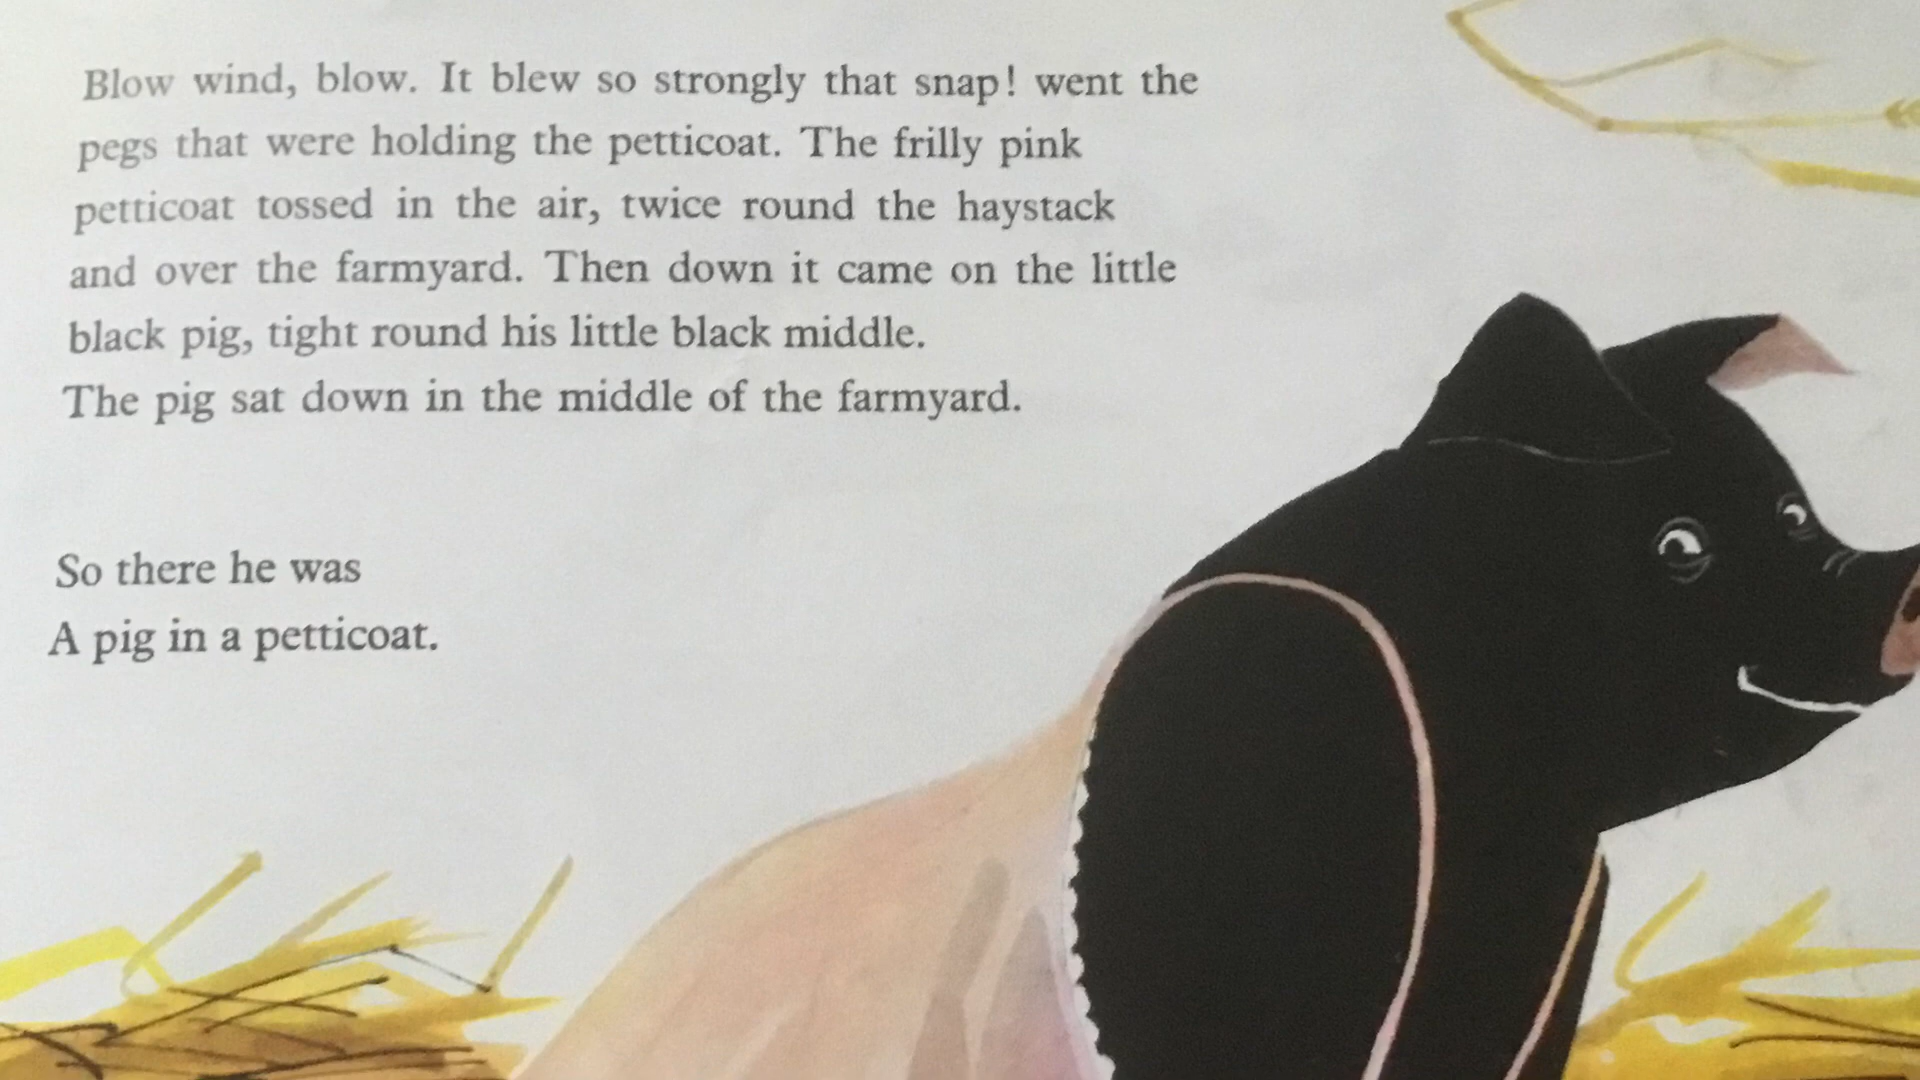 Blow wind, blow. It blew so strongly that snap! went the
pegs that were holding the petticoat. The frilly pink
petticoat tossed in the air, twice round the haystack
and over the farmyard. Then down it came on the little
black pig, tight round his little black middle.
The pig sat down in the middle of the farmyard.
So there he was
A pig in a petticoat.